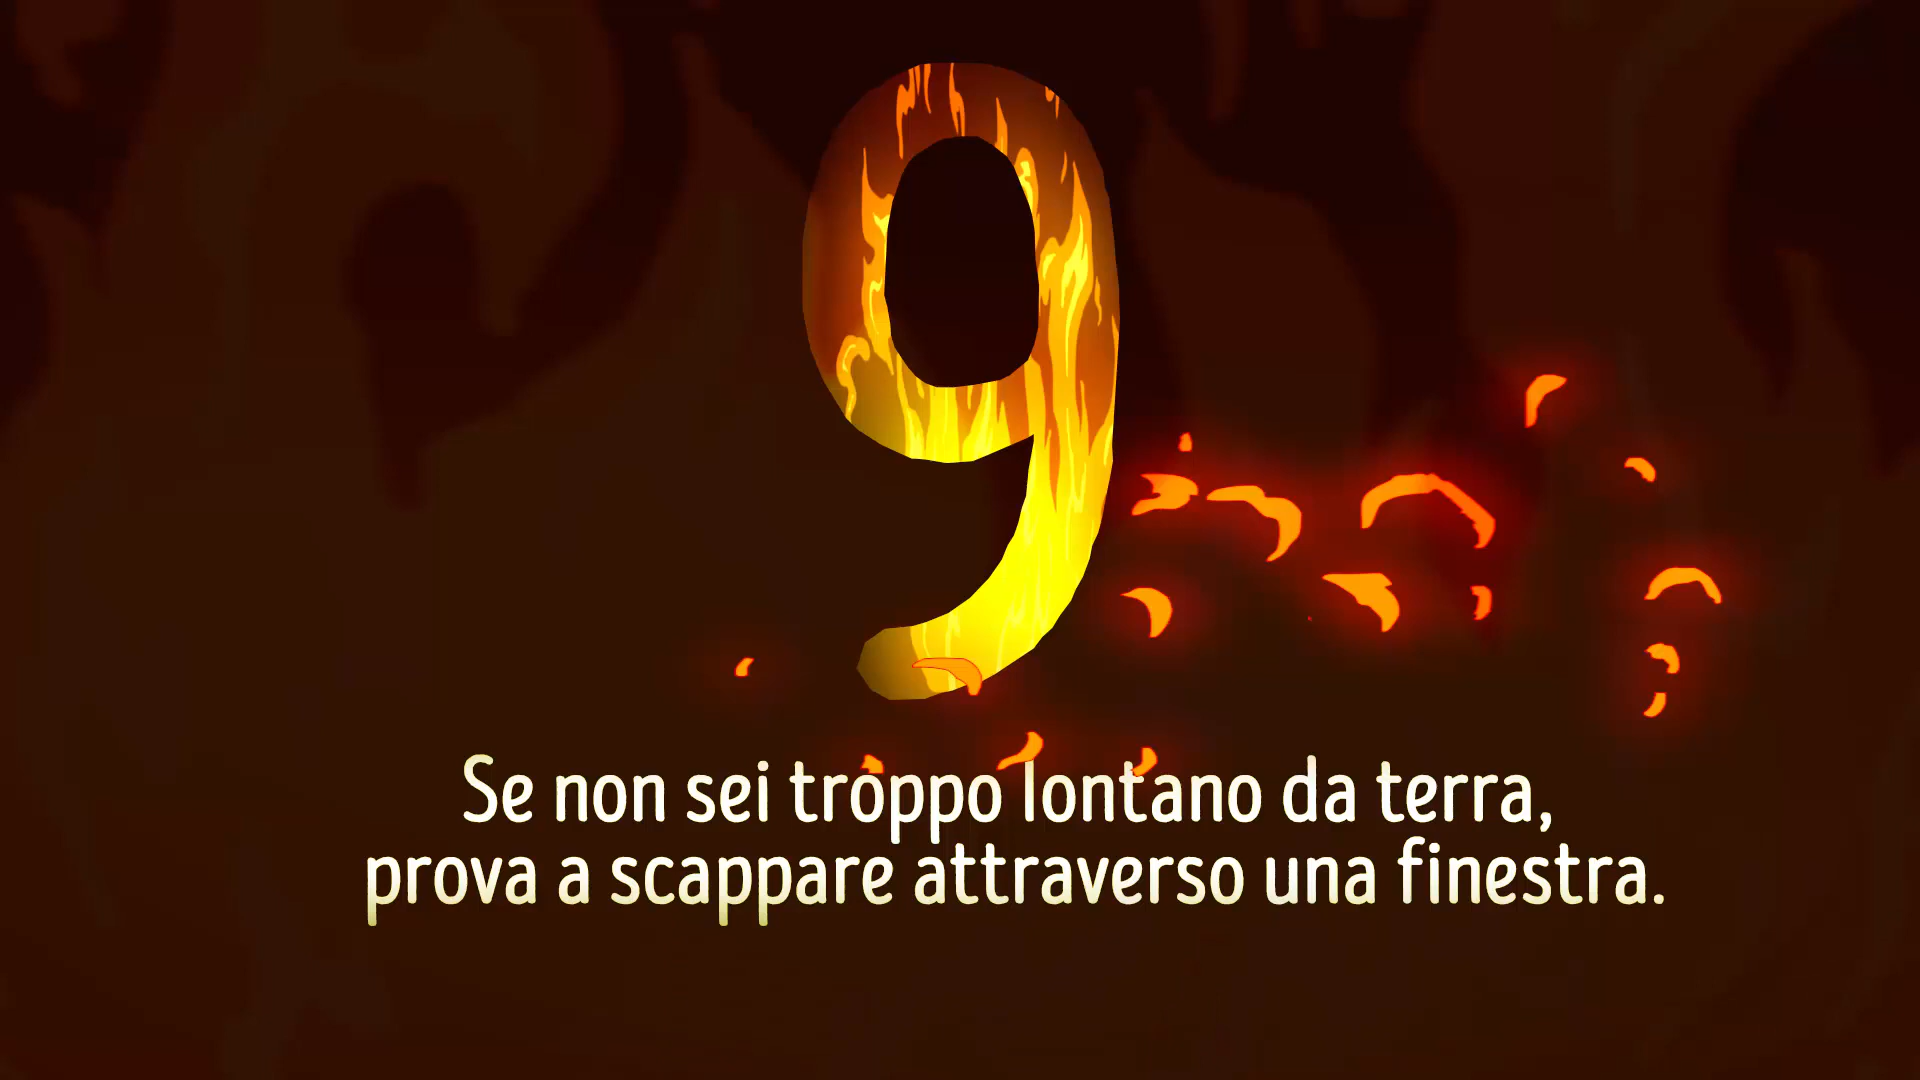 9
Se non sei troppo lontano da terra,
prova a scappare attraverso una finestra.